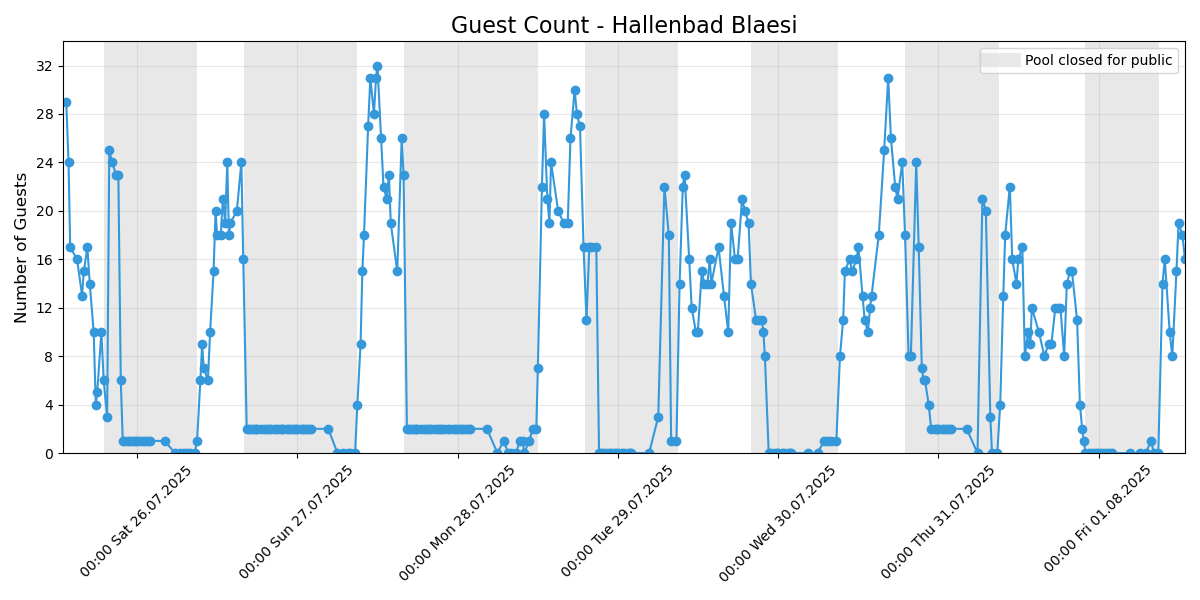 Guest Count - Hallenbad Blaesi
Pool closed for public
Number of Guests
32
28
24
20
16
12
8
4
0
00:00 Sat 26.07.2025
00:00 Sun 27.07.2025
00:00 Mon 28.07.2025
00:00 Tue 29.07.2025
00:00 Wed 30.07.2025
00:00 Thu 31.07.2025
00:00 Fri 01.08.2025